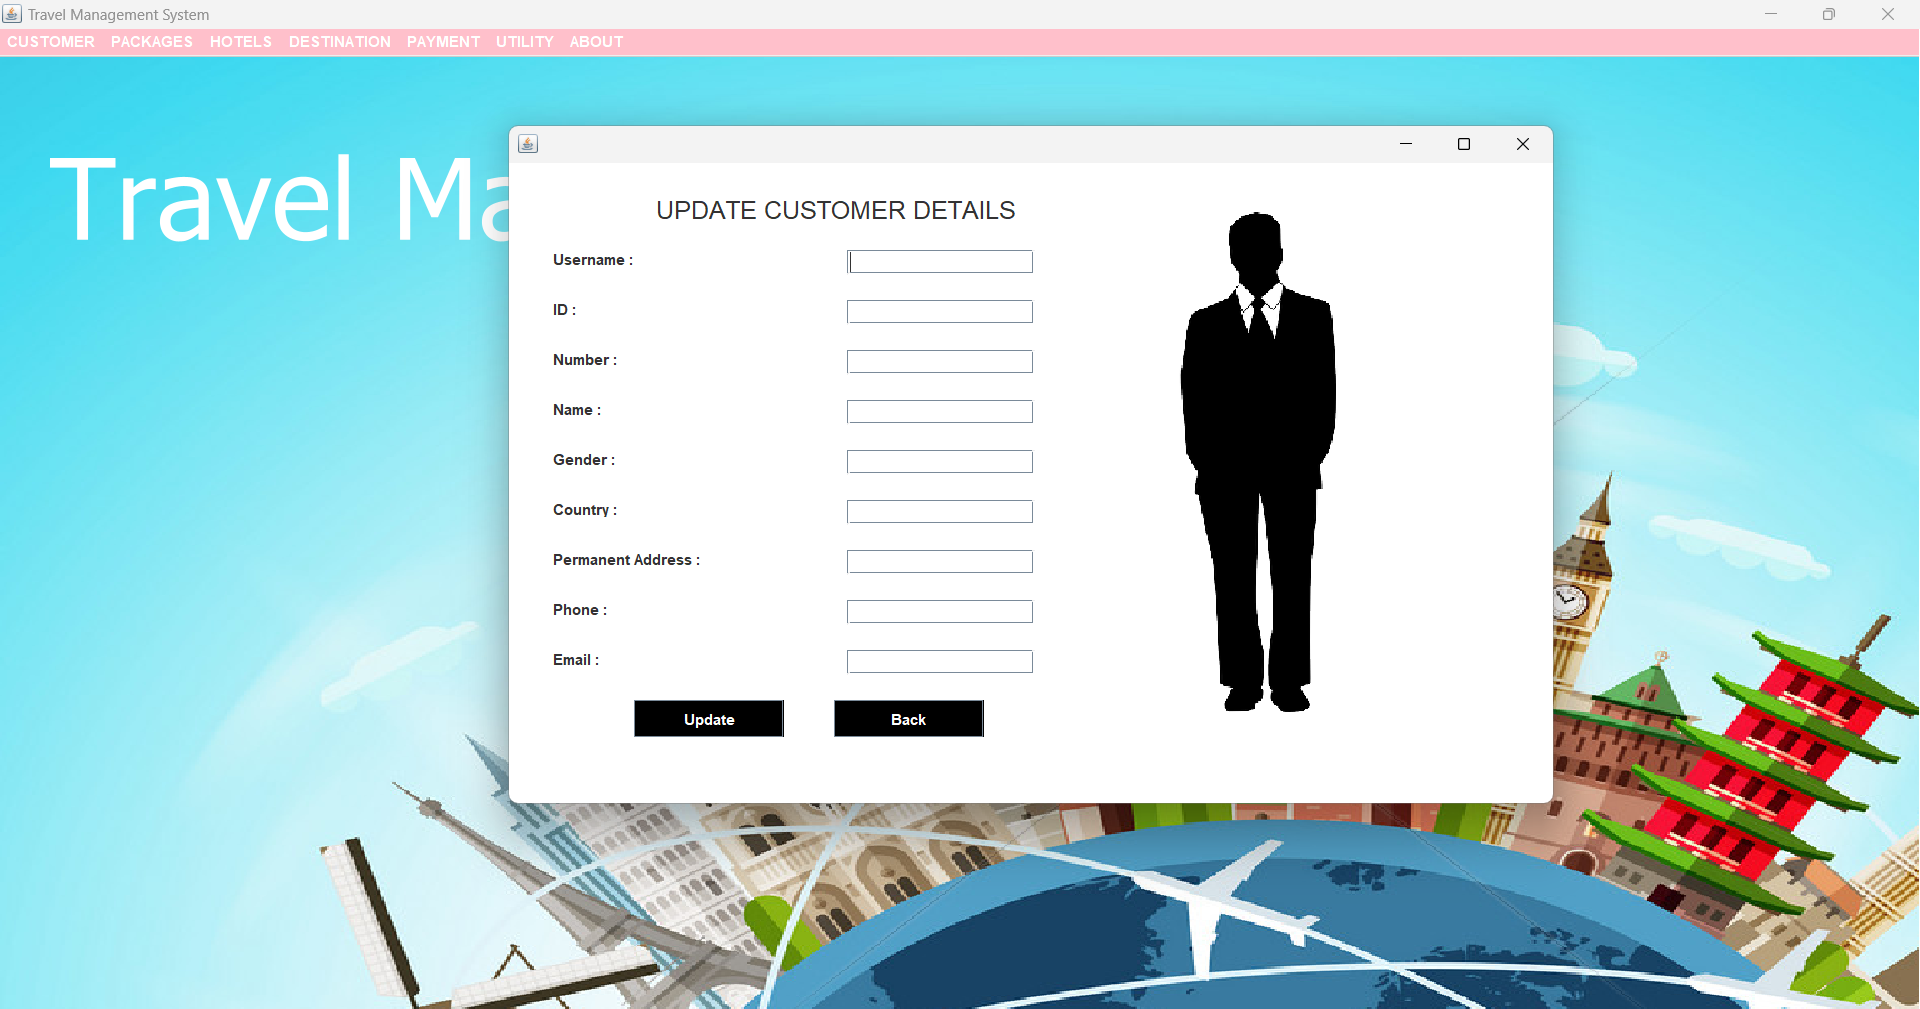 Travel Management System
CUSTOMER PACKAGES HOTELS DESTINATION PAYMENT UTILITY ABOUT
Travel Ma
UPDATE CUSTOMER DETAILS
Username :
ID :
Number :
Name :
Gender :
Country :
Permanent Address :
Phone :
Email :
Update Back